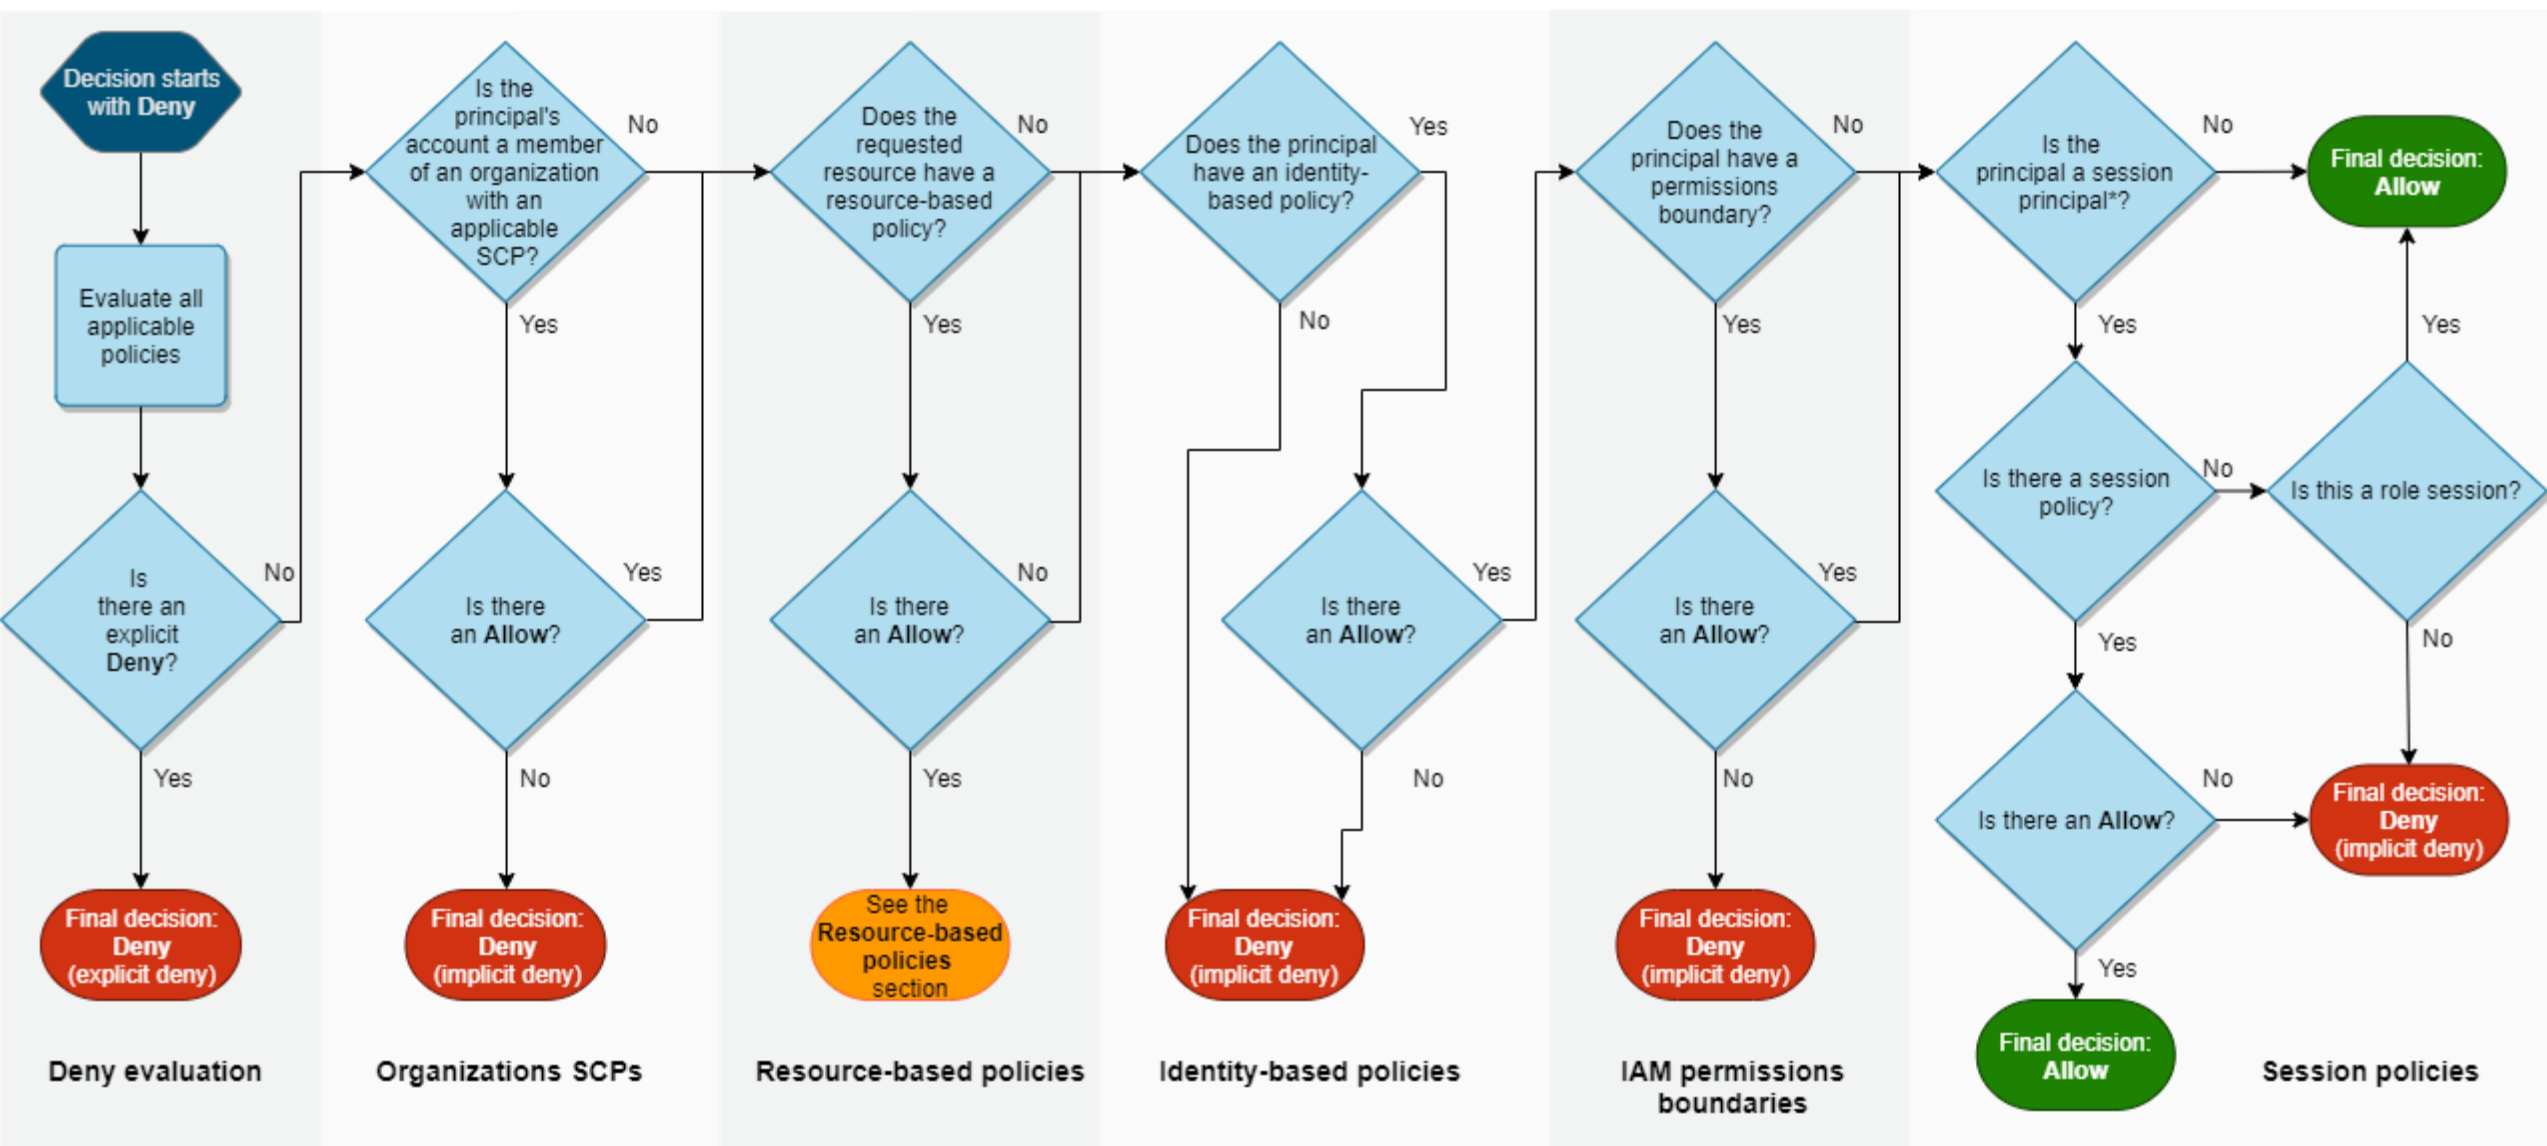 Decision starts
with Deny
Evaluate all
applicable
policies
Is
there an
explicit
Deny?
No
Yes
Final decision:
Deny
(explicit deny)
Deny evaluation
Is the
principal's
account a member
of an organization
with an
applicable
SCP?
No
Yes
Is there
an Allow?
Yes
No
Final decision:
Deny
(implicit deny)
Organizations SCPs
Does the
requested
resource have a
resource-based
policy?
No
Yes
Is there
an Allow?
No
Yes
See the
Resource-based
policies
section
Resource-based policies
Does the principal
have an identity-
based policy?
Yes
No
Is there
an Allow?
Yes
No
Final decision:
Deny
(implicit deny)
Identity-based policies
Does the
principal have a
permissions
boundary?
No
Yes
Is there
an Allow?
Yes
No
Final decision:
Deny
(implicit deny)
IAM permissions
boundaries
Is the
principal a session
principal*?
No
Final decision:
Allow
Yes
Yes
Is there a session
policy?
No
Is this a role session?
Yes
No
Is there an Allow?
No
Final decision:
Deny
(implicit deny)
Yes
Final decision:
Allow
Session policies